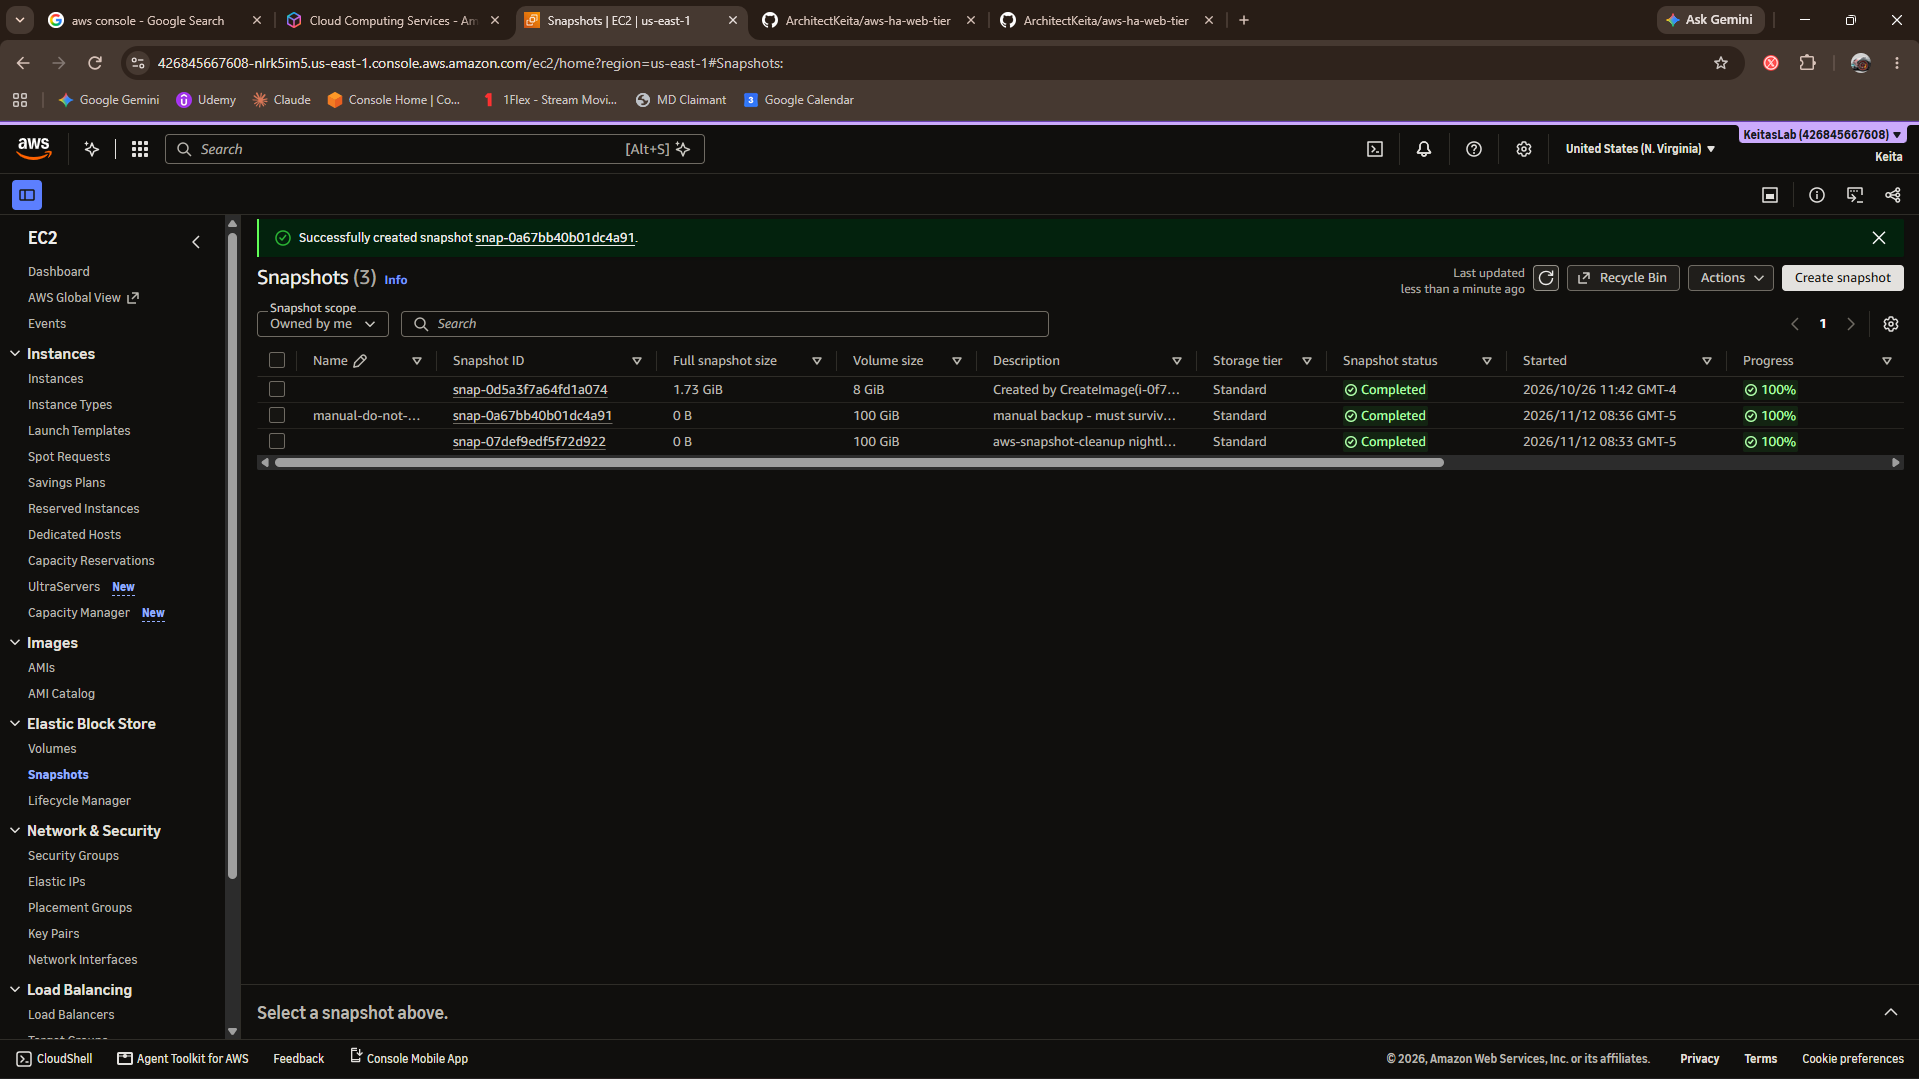 aws console - Google Search
Cloud Computing Services - Am
Snapshots | EC2 | us-east-1
ArchitectKeita/aws-ha-web-tier
ArchitectKeita/aws-ha-web-tier
Ask Gemini
426845667608-nlrk5im5.us-east-1.console.aws.amazon.com/ec2/home?region=us-east-1#Snapshots:
Google Gemini
Udemy
Claude
Console Home | Co...
1Flex - Stream Movi...
MD Claimant
3
Google Calendar
aws
Search
[Alt+S]
United States (N. Virginia)
KeitasLab (426845667608)
Keita
EC2
Dashboard
AWS Global View
Events
Instances
Instances
Instance Types
Launch Templates
Spot Requests
Savings Plans
Reserved Instances
Dedicated Hosts
Capacity Reservations
UltraServers New
Capacity Manager New
Images
AMIs
AMI Catalog
Elastic Block Store
Volumes
Snapshots
Lifecycle Manager
Network & Security
Security Groups
Elastic IPs
Placement Groups
Key Pairs
Network Interfaces
Load Balancing
Load Balancers
Successfully created snapshot snap-0a67bb40b01dc4a91.
Snapshots (3) Info
Last updated
less than a minute ago
Recycle Bin
Actions
Create snapshot
Snapshot scope
Owned by me
Search
1
Name Snapshot ID Full snapshot size Volume size Description Storage tier Snapshot status Started Progress
snap-0d5a3f7a64fd1a074 1.73 GiB 8 GiB Created by CreateImage(i-0f7... Standard Completed 2026/10/26 11:42 GMT-4 100%
manual-do-not-... snap-0a67bb40b01dc4a91 0 B 100 GiB manual backup - must surviv... Standard Completed 2026/11/12 08:36 GMT-5 100%
snap-07def9edf5f72d922 0 B 100 GiB aws-snapshot-cleanup nightl... Standard Completed 2026/11/12 08:33 GMT-5 100%
Select a snapshot above.
CloudShell
Agent Toolkit for AWS
Feedback
Console Mobile App
© 2026, Amazon Web Services, Inc. or its affiliates.
Privacy
Terms
Cookie preferences